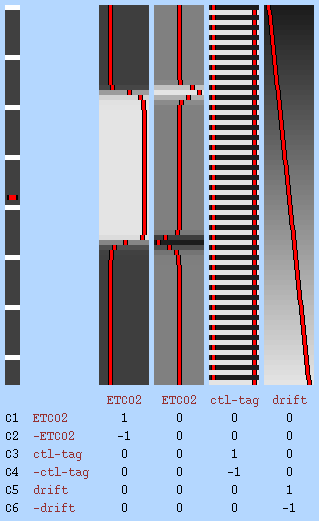 ETCO2 ETCO2 ctl-tag drift
C1 ETCO2 1 0 0 0
C2 -ETCO2 -1 0 0 0
C3 ctl-tag 0 0 1 0
C4 -ctl-tag 0 0 -1 0
C5 drift 0 0 0 1
C6 -drift 0 0 0 -1